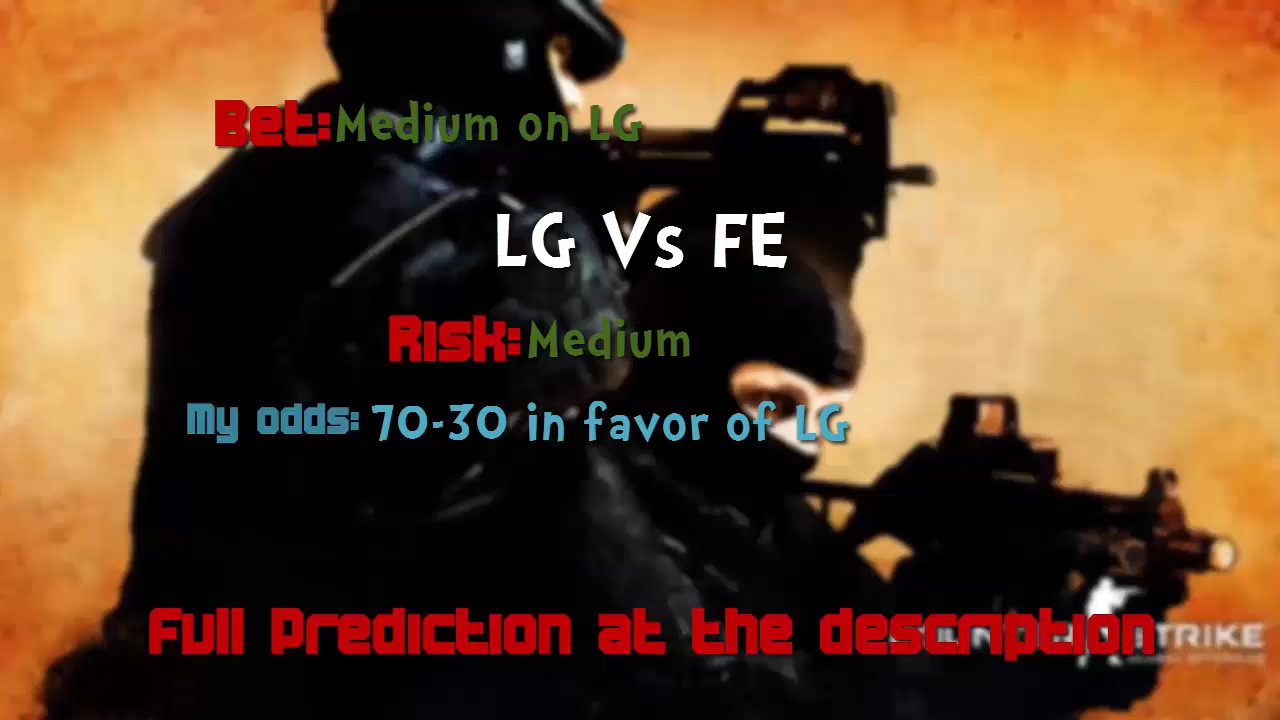 Bet: Medium on LG
LG Vs FE
Risk: Medium
My odds: 70-30 in favor of LG
Full Prediction at the description
TRIKE